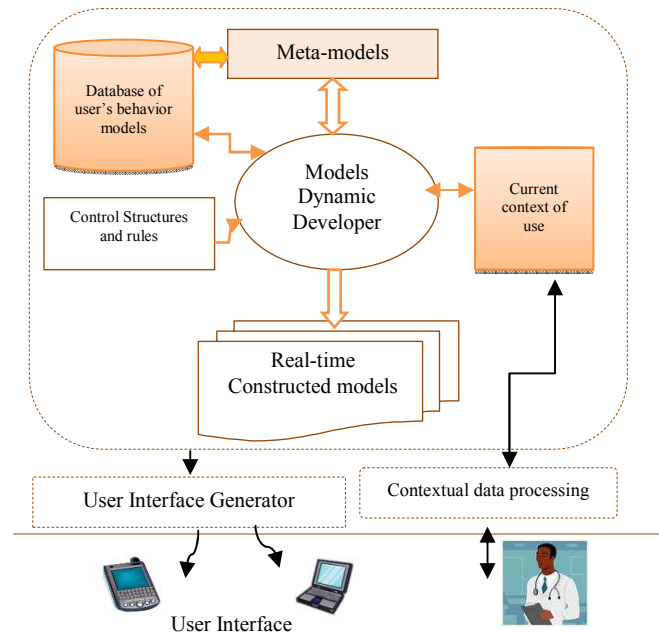 Meta-models
Database of
user's behavior
models
Models
Dynamic
Developer
Current
context of
use
Control Structures
and rules
Real-time
Constructed models
User Interface Generator
Contextual data processing
User Interface